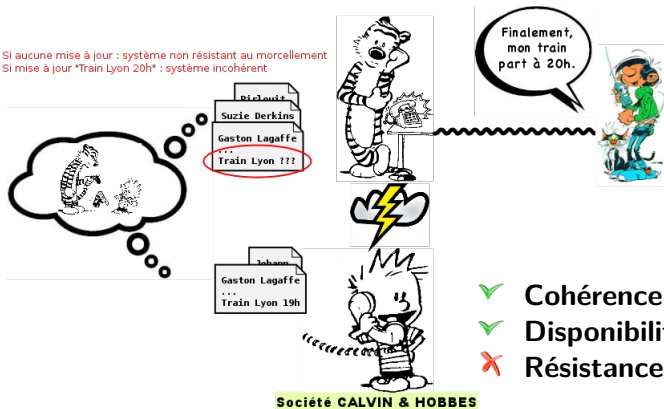 Si aucune mise à jour : système non résistant au morcellement
Si mise à jour "Train Lyon 20h" : système incohérent
Finalement,
mon train
part à 20h.
Suzie Derkins
Gaston Lagaffe
...
Train Lyon ???
Johann
Gaston Lagaffe
...
Train Lyon 19h
Cohérence
Disponibilit
Résistance
Société CALVIN & HOBBES